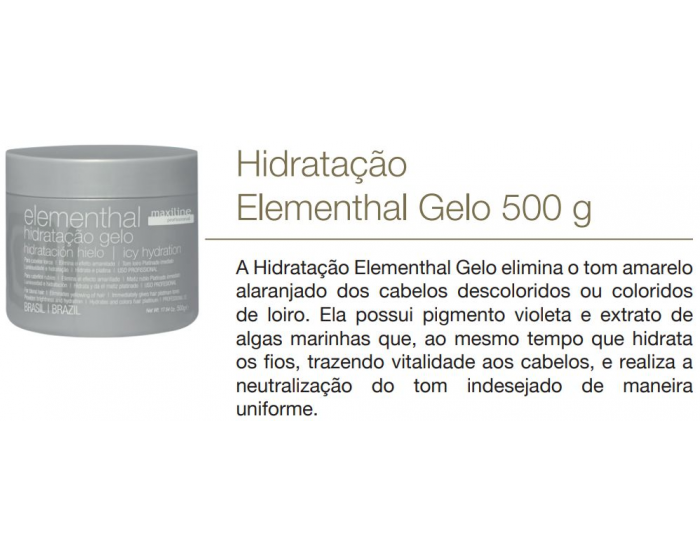 elementhal
maxiline
hidratação gelo
hidratación hielo | icy hydration
BRASIL | BRAZIL
Hidratação
Elementhal Gelo 500 g
A Hidratação Elementhal Gelo elimina o tom amarelo
alaranjado dos cabelos descoloridos ou coloridos
de loiro. Ela possui pigmento violeta e extrato de
algas marinhas que, ao mesmo tempo que hidrata
os fios, trazendo vitalidade aos cabelos, e realiza a
neutralização do tom indesejado de maneira
uniforme.